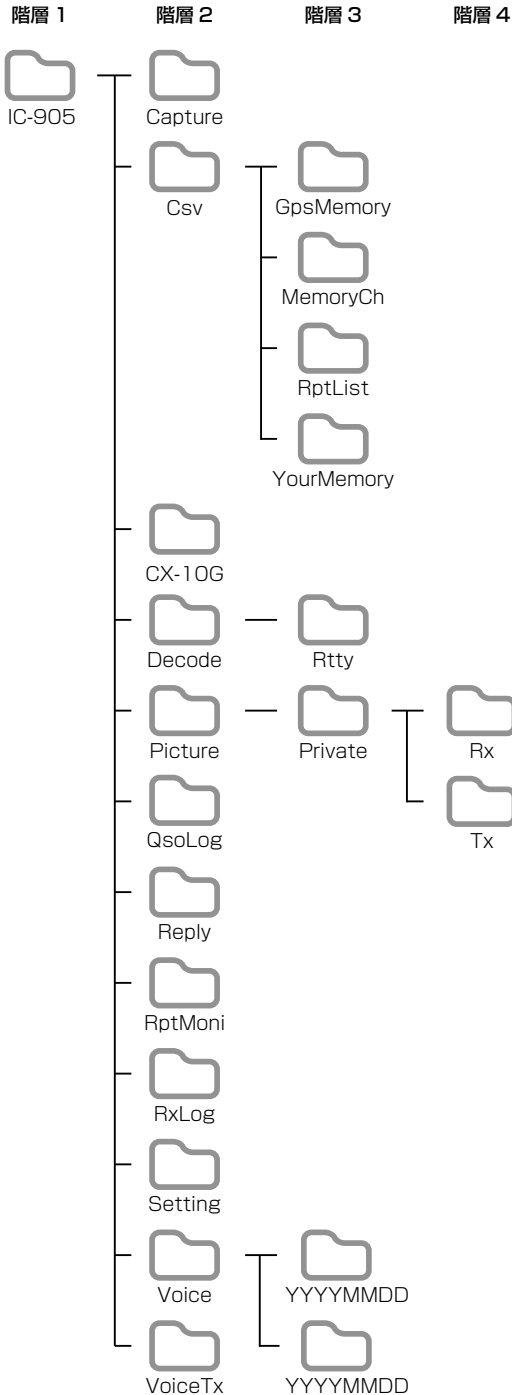 階層 1 階層 2 階層 3 階層 4
IC-905 Capture
Csv GpsMemory
MemoryCh
RptList
YourMemory
CX-10G
Decode Rtty
Picture Private Rx
QsoLog Tx
Reply
RptMoni
RxLog
Setting
Voice YYYYMMDD
VoiceTx YYYYMMDD